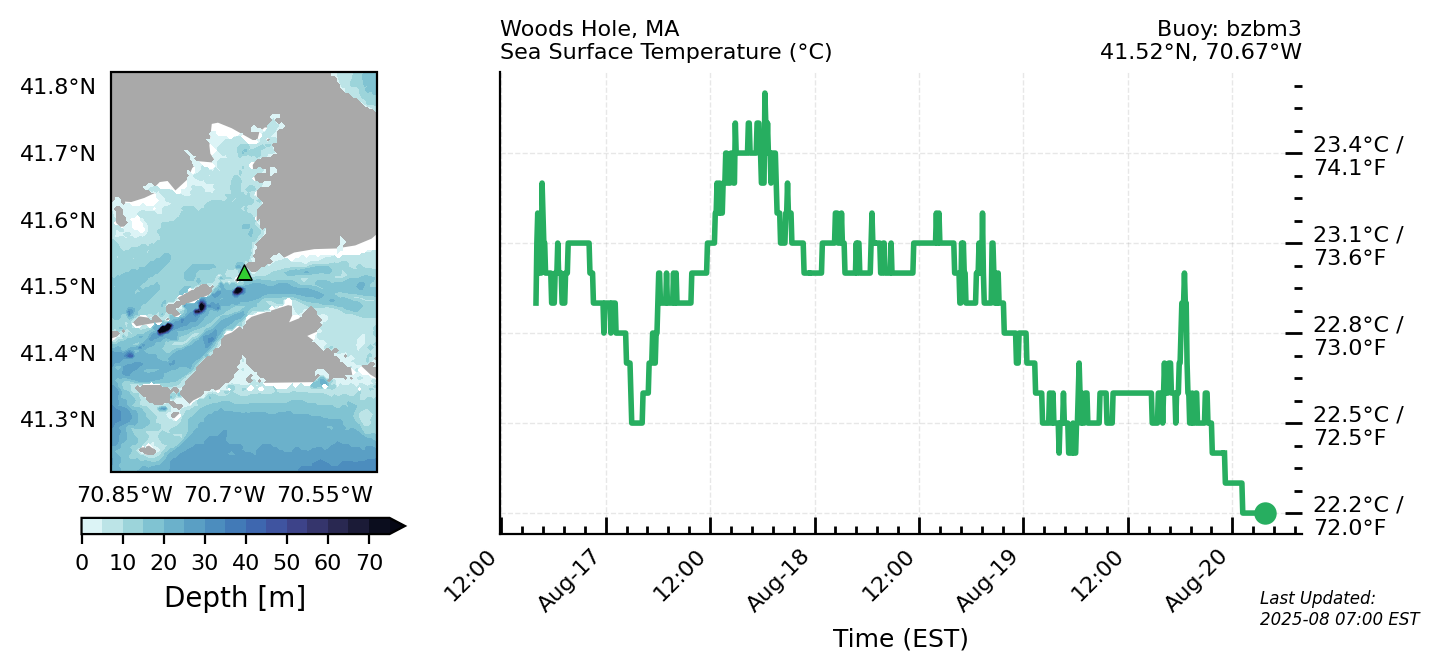 Woods Hole, MA
Sea Surface Temperature (°C)
Buoy: bzbm3
41.52°N, 70.67°W
41.8°N
41.7°N
41.6°N
41.5°N
41.4°N
41.3°N
70.85°W 70.7°W 70.55°W
0 10 20 30 40 50 60 70
Depth [m]
23.4°C /
74.1°F
23.1°C /
73.6°F
22.8°C /
73.0°F
22.5°C /
72.5°F
22.2°C /
72.0°F
12:00 Aug-17 12:00 Aug-18 12:00 Aug-19 12:00 Aug-20
Time (EST)
Last Updated:
2025-08 07:00 EST